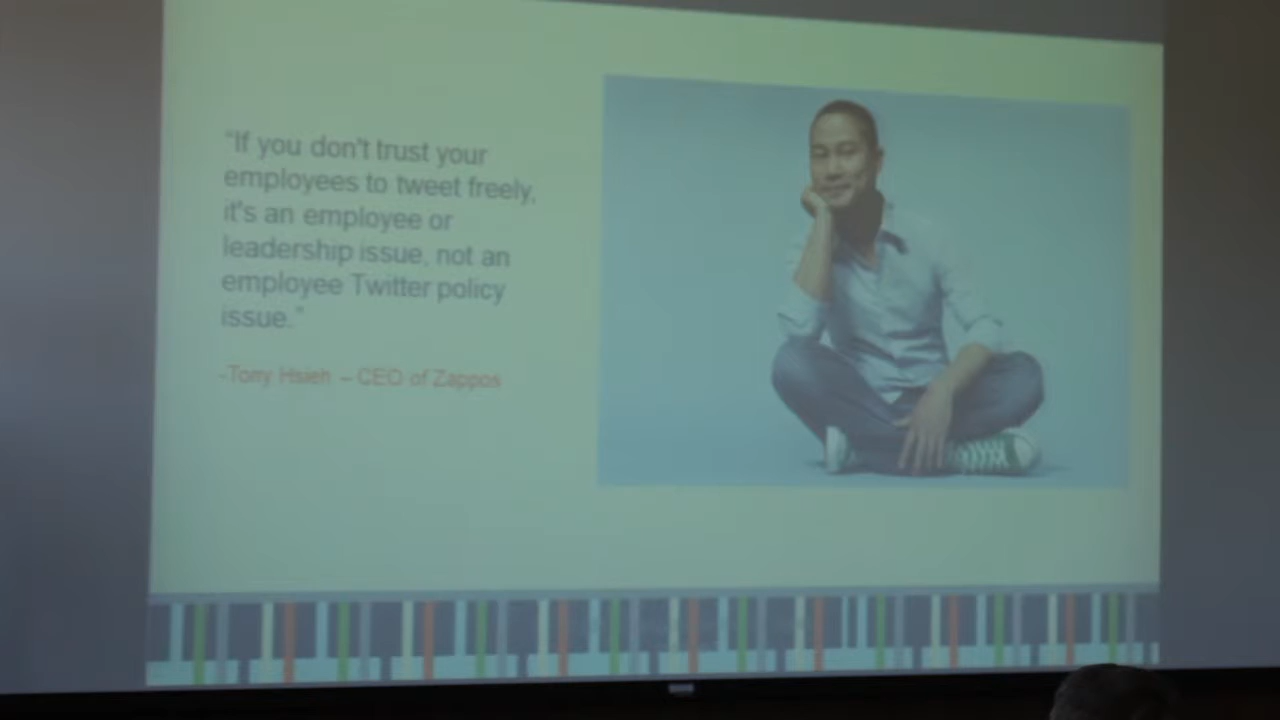 "If you don't trust your
employees to tweet freely,
it's an employee or
leadership issue, not an
employee Twitter policy
issue."
-Tony Hsieh – CEO of Zappos